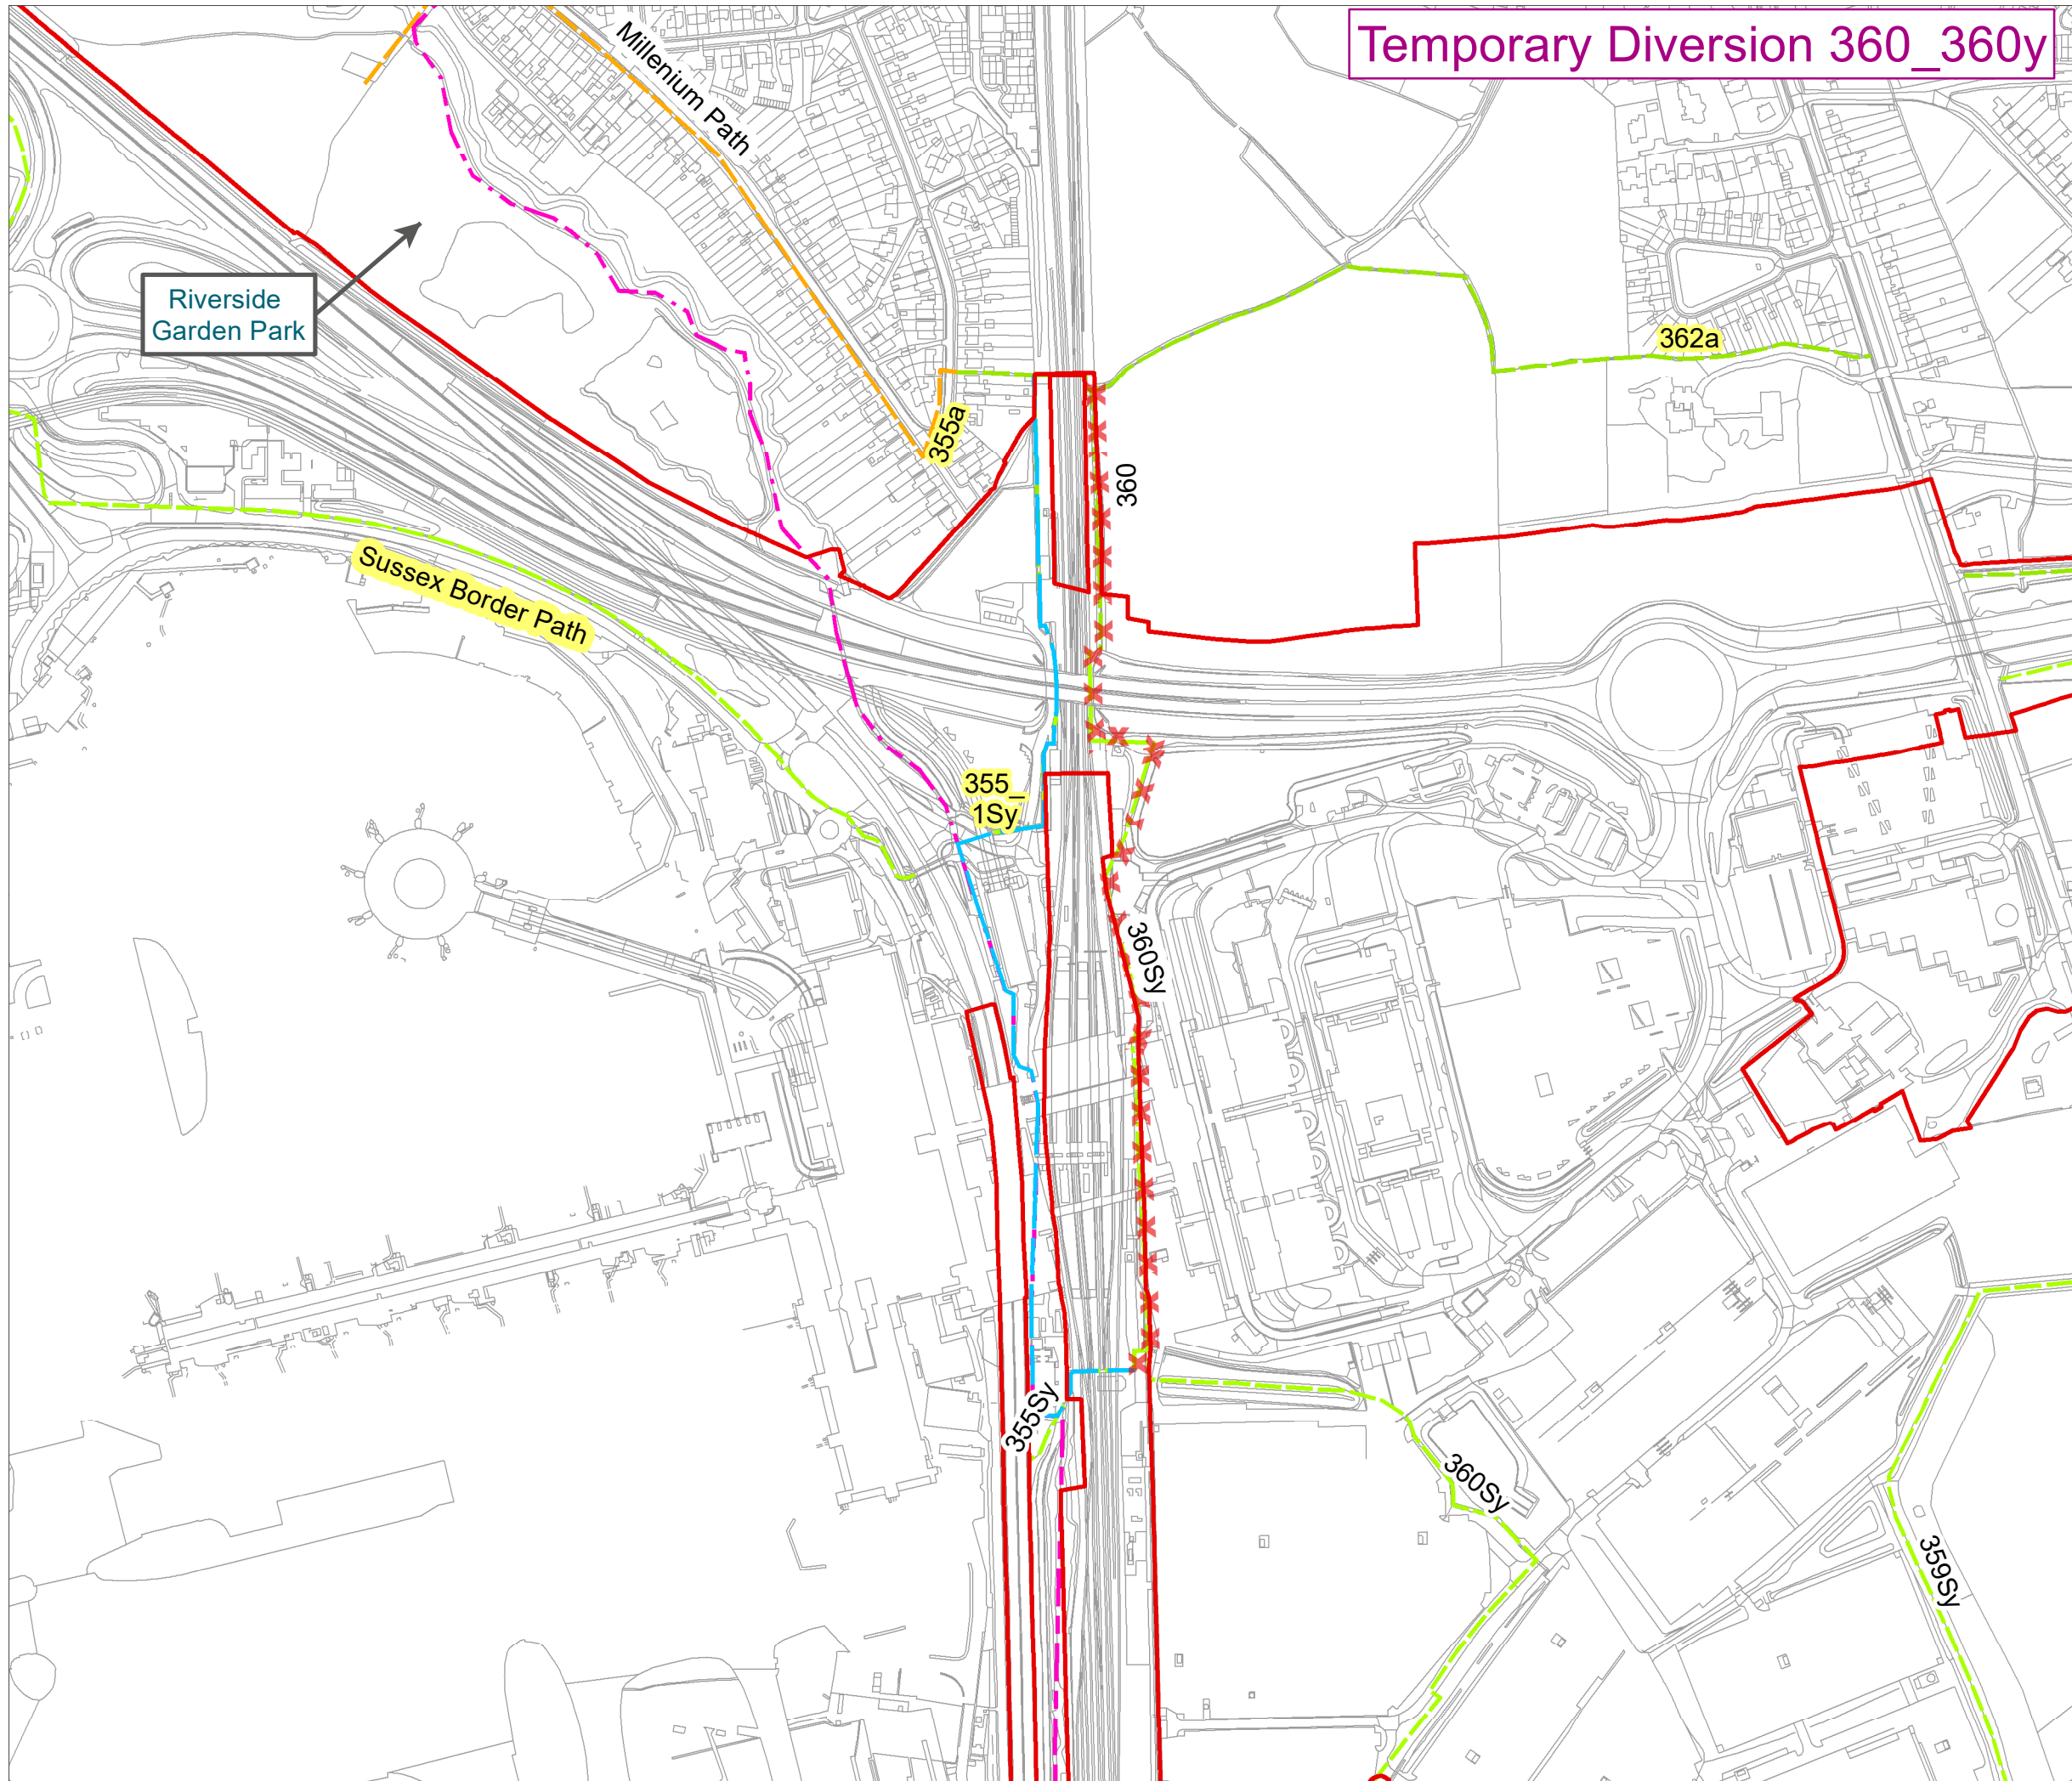 Temporary Diversion 360_360y
Millenium Path
Riverside
Garden Park
362a
355a
360
Sussex Border Path
355_
1Sy
360Sy
355Sy
360Sy
359Sy